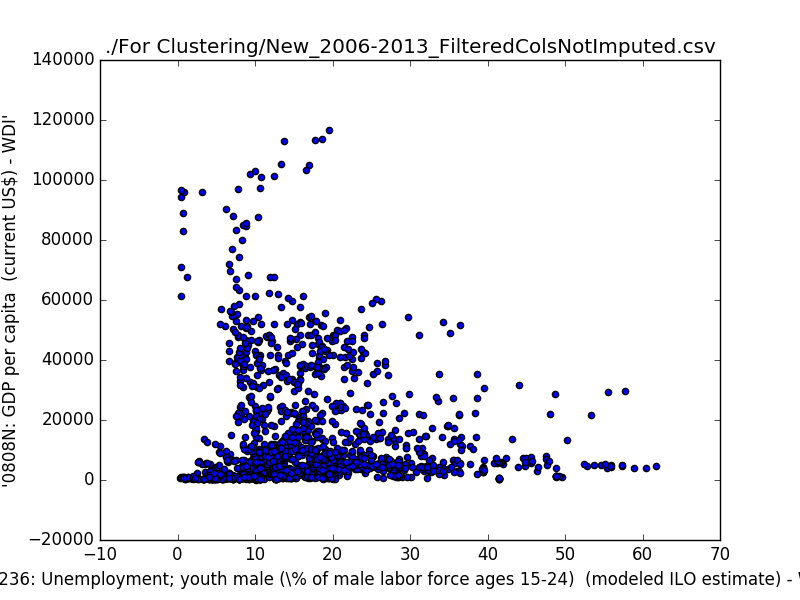 ./For Clustering/New_2006-2013_FilteredColsNotImputed.csv
140000
120000
100000
80000
60000
40000
20000
0
−20000
'0808N: GDP per capita  (current US$) - WDI'
−10 0 10 20 30 40 50 60 70
236: Unemployment; youth male (\% of male labor force ages 15-24)  (modeled ILO estimate) -